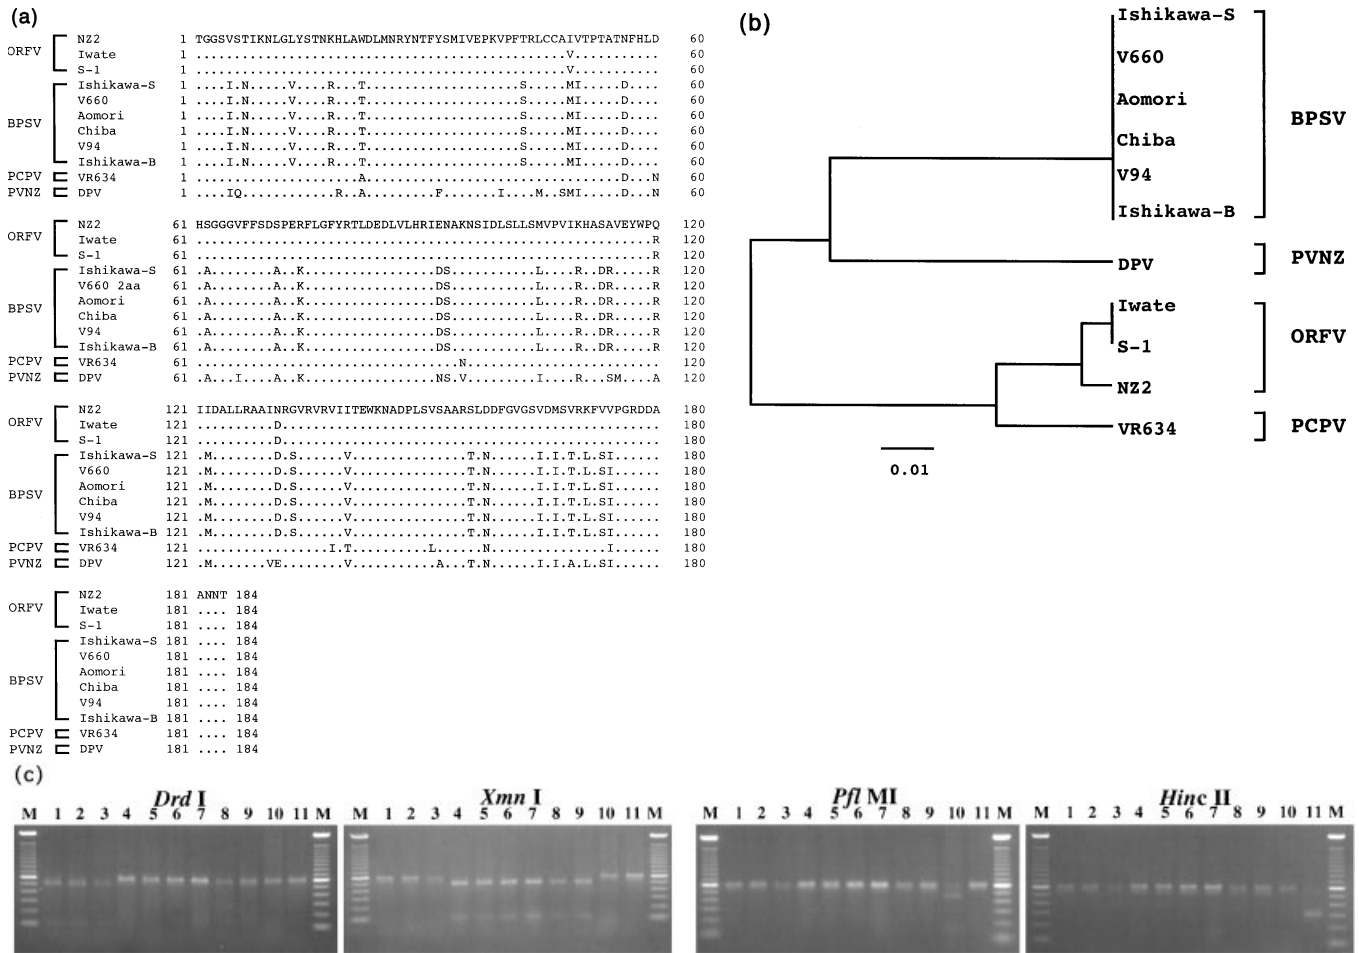 (a)
ORFV
NZ2 1 TGGSVSTIKNLGLYSTNKHLAWDLMNRYNTFYSMIVEPKVPFTRLCCAIVTPTATNFHLD 60
Iwate 1 ................................................V........... 60
S-1 1 ................................................V........... 60
BPSV
Ishikawa-S 1 ....I.N.....V....R...T....................S.....MI.....D.... 60
V660 1 ....I.N.....V....R...T....................S.....MI.....D.... 60
Aomori 1 ....I.N.....V....R...T....................S.....MI.....D.... 60
Chiba 1 ....I.N.....V....R...T....................S.....MI.....D.... 60
V94 1 ....I.N.....V....R...T....................S.....MI.....D.... 60
Ishikawa-B 1 ....I.N.....V....R...T....................S.....MI.....D.... 60
PCPV VR634 1 .....................A.................................D...N 60
PVNZ DPV 1 ....IQ............R..A.........F.......V....M..SMI.......... 60
ORFV
NZ2 61 HSGGGVFFSDSPERFLGFYRTLDEDLVLHRIENAKNSIDLSLLSMVPVIKHASAVEYWPQ 120
Iwate 61 ...........................................................R 120
S-1 61 ...........................................................R 120
BPSV
Ishikawa-S 61 .A........A..K.................DS...........L....R..DR.....R 120
V660 2aa 61 .A........A..K.................DS...........L....R..DR.....R 120
Aomori 61 .A........A..K.................DS...........L....R..DR.....R 120
Chiba 61 .A........A..K.................DS...........L....R..DR.....R 120
V94 61 .A........A..K.................DS...........L....R..DR.....R 120
Ishikawa-B 61 .A........A..K.................DS...........L....R..DR.....R 120
PCPV VR634 61 ..................................N......................... 120
PVNZ DPV 61 .A...I....A..K.................NS.V.........I....R...SM....A 120
ORFV
NZ2 121 IIDALLRAAINRGVRVRVIITEWKNADPLSVSAARSLDDFGVGSVDMSVRKFVVPGRDDA 180
Iwate 121 ..........D................................................. 180
S-1 121 ..........D................................................. 180
BPSV
Ishikawa-S 121 .M........D.S......V...............T.N......I.I.T.L.SI...... 180
V660 121 .M........D.S......V...............T.N......I.I.T.L.SI...... 180
Aomori 121 .M........D.S......V...............T.N......I.I.T.L.SI...... 180
Chiba 121 .M........D.S......V...............T.N......I.I.T.L.SI...... 180
V94 121 .M........D.S......V...............T.N......I.I.T.L.SI...... 180
Ishikawa-B 121 .M........D.S......V...............T.N......I.I.T.L.SI...... 180
PCPV VR634 121 .................I.T..........L......N...............I...... 180
PVNZ DPV 121 .M.......VE........V...........A...T.N......I.I.A.L.SI...... 180
ORFV
NZ2 181 ANNT 184
Iwate 181 .... 184
S-1 181 .... 184
BPSV
Ishikawa-S 181 .... 184
V660 181 .... 184
Aomori 181 .... 184
Chiba 181 .... 184
V94 181 .... 184
Ishikawa-B 181 .... 184
PCPV VR634 181 .... 184
PVNZ DPV 181 .... 184
(b)
Ishikawa-S
V660
Aomori
Chiba
V94
Ishikawa-B
BPSV
DPV
PVNZ
Iwate
S-1
NZ2
ORFV
VR634
PCPV
0.01
(c)
Drd I
M 1 2 3 4 5 6 7 8 9 10 11 M
Xmn I
M 1 2 3 4 5 6 7 8 9 10 11 M
Pfl MI
M 1 2 3 4 5 6 7 8 9 10 11 M
Hinc II
M 1 2 3 4 5 6 7 8 9 10 11 M